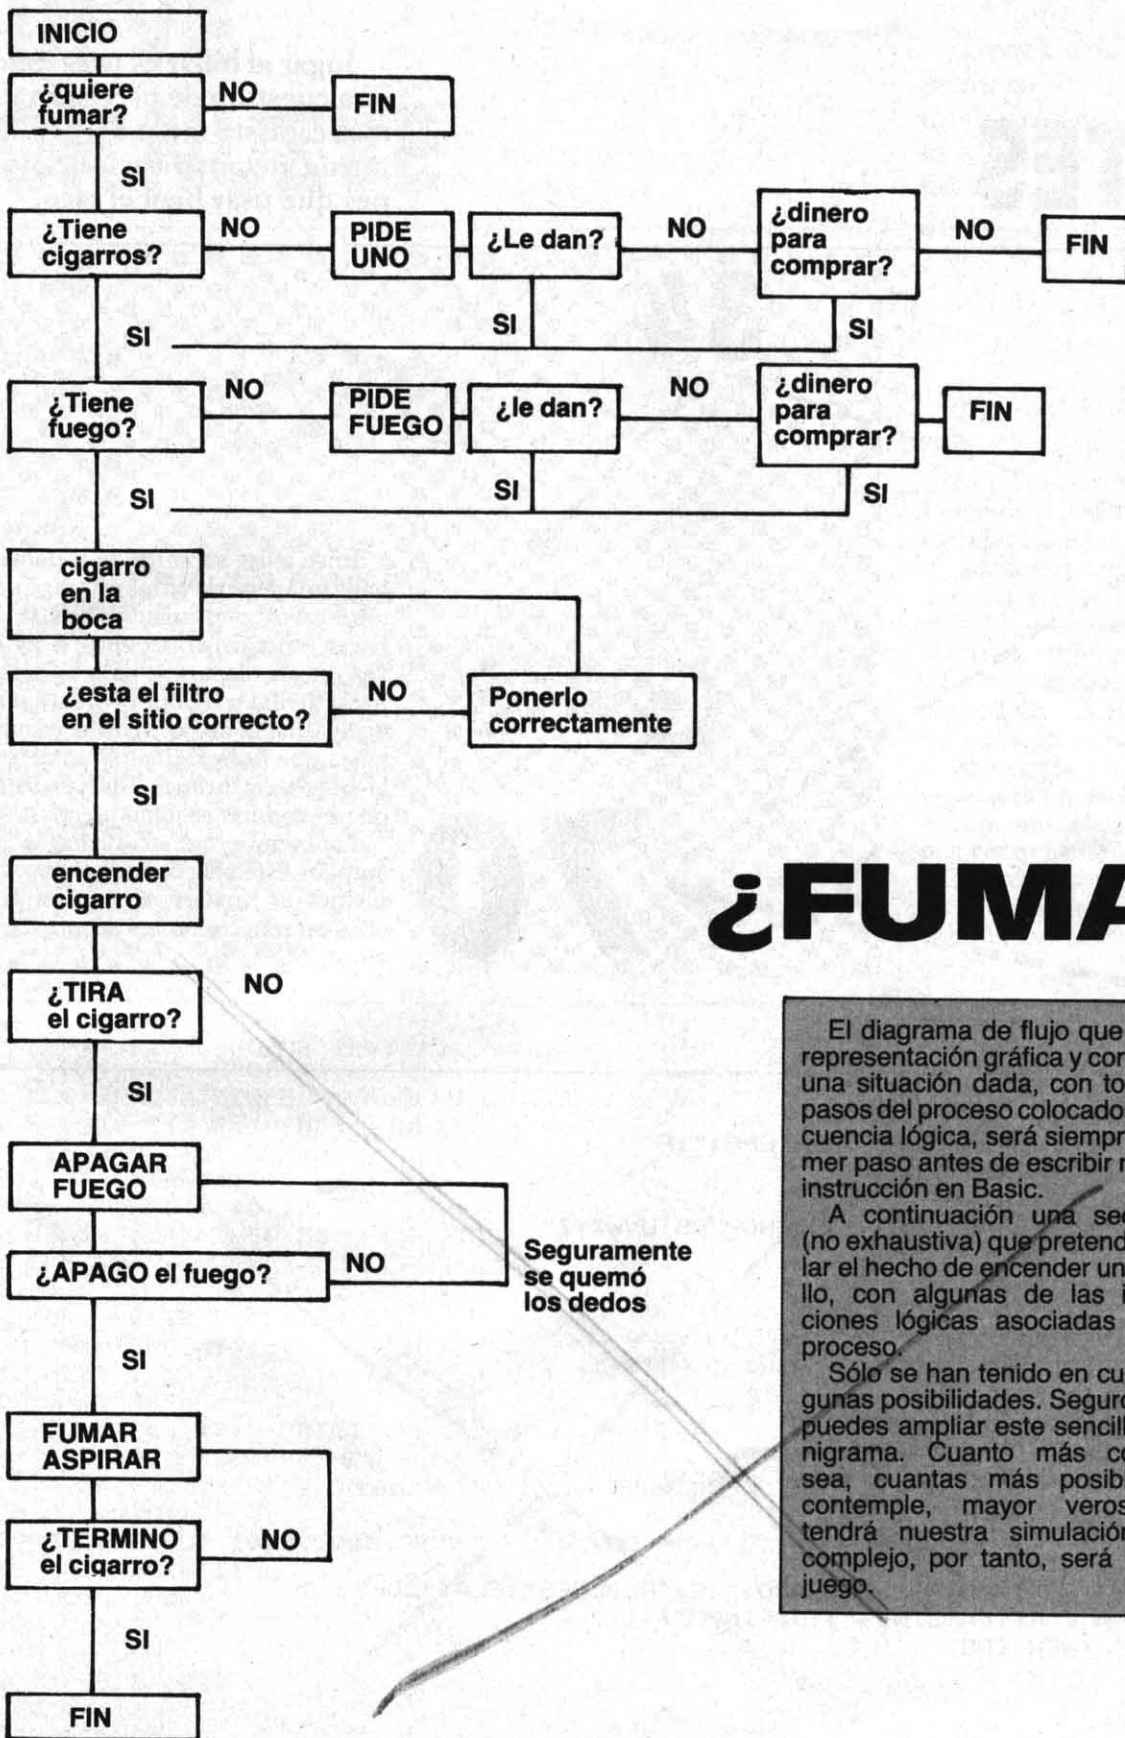 INICIO
¿quiere
fumar?
NO
FIN
SI
¿Tiene
cigarros?
NO
PIDE
UNO
¿Le dan?
NO
¿dinero
para
comprar?
NO
FIN
SI
SI
SI
¿Tiene
fuego?
NO
PIDE
FUEGO
¿le dan?
NO
¿dinero
para
comprar?
FIN
SI
SI
SI
cigarro
en la
boca
¿esta el filtro
en el sitio correcto?
NO
Ponerlo
correctamente
SI
encender
cigarro
¿TIRA
el cigarro?
NO
SI
APAGAR
FUEGO
¿APAGO el fuego?
NO
Seguramente
se quemó
los dedos
SI
FUMAR
ASPIRAR
¿TERMINO
el cigarro?
NO
SI
FIN
¿FUMA
El diagrama de flujo que
representación gráfica y cor
una situación dada, con to
pasos del proceso colocado
cuencia lógica, será siempr
mer paso antes de escribir
instrucción en Basic.
A continuación una sec
(no exhaustiva) que pretend
lar el hecho de encender un
llo, con algunas de las i
ciones lógicas asociadas
proceso.
Sólo se han tenido en cu
gunas posibilidades. Seguro
puedes ampliar este sencill
nigrama. Cuanto más co
sea, cuantas más posib
contemple, mayor veros
tendrá nuestra simulación
complejo, por tanto, será
juego.